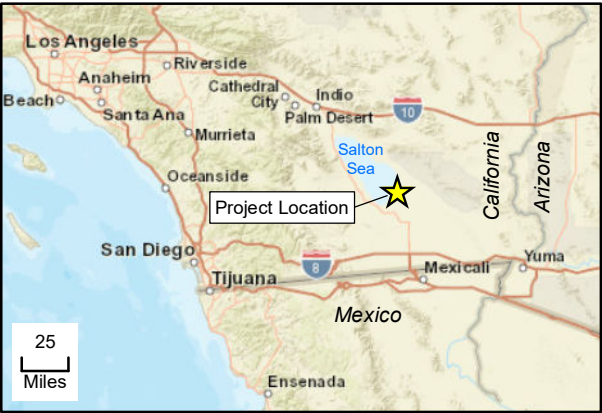 Los Angeles
Riverside
Anaheim
Cathedral
City
Indio
Beach
Santa Ana
Palm Desert
10
Murrieta
Salton
Sea
California
Arizona
Oceanside
Project Location
San Diego
8
Yuma
Tijuana
Mexicali
Mexico
25
Miles
Ensenada